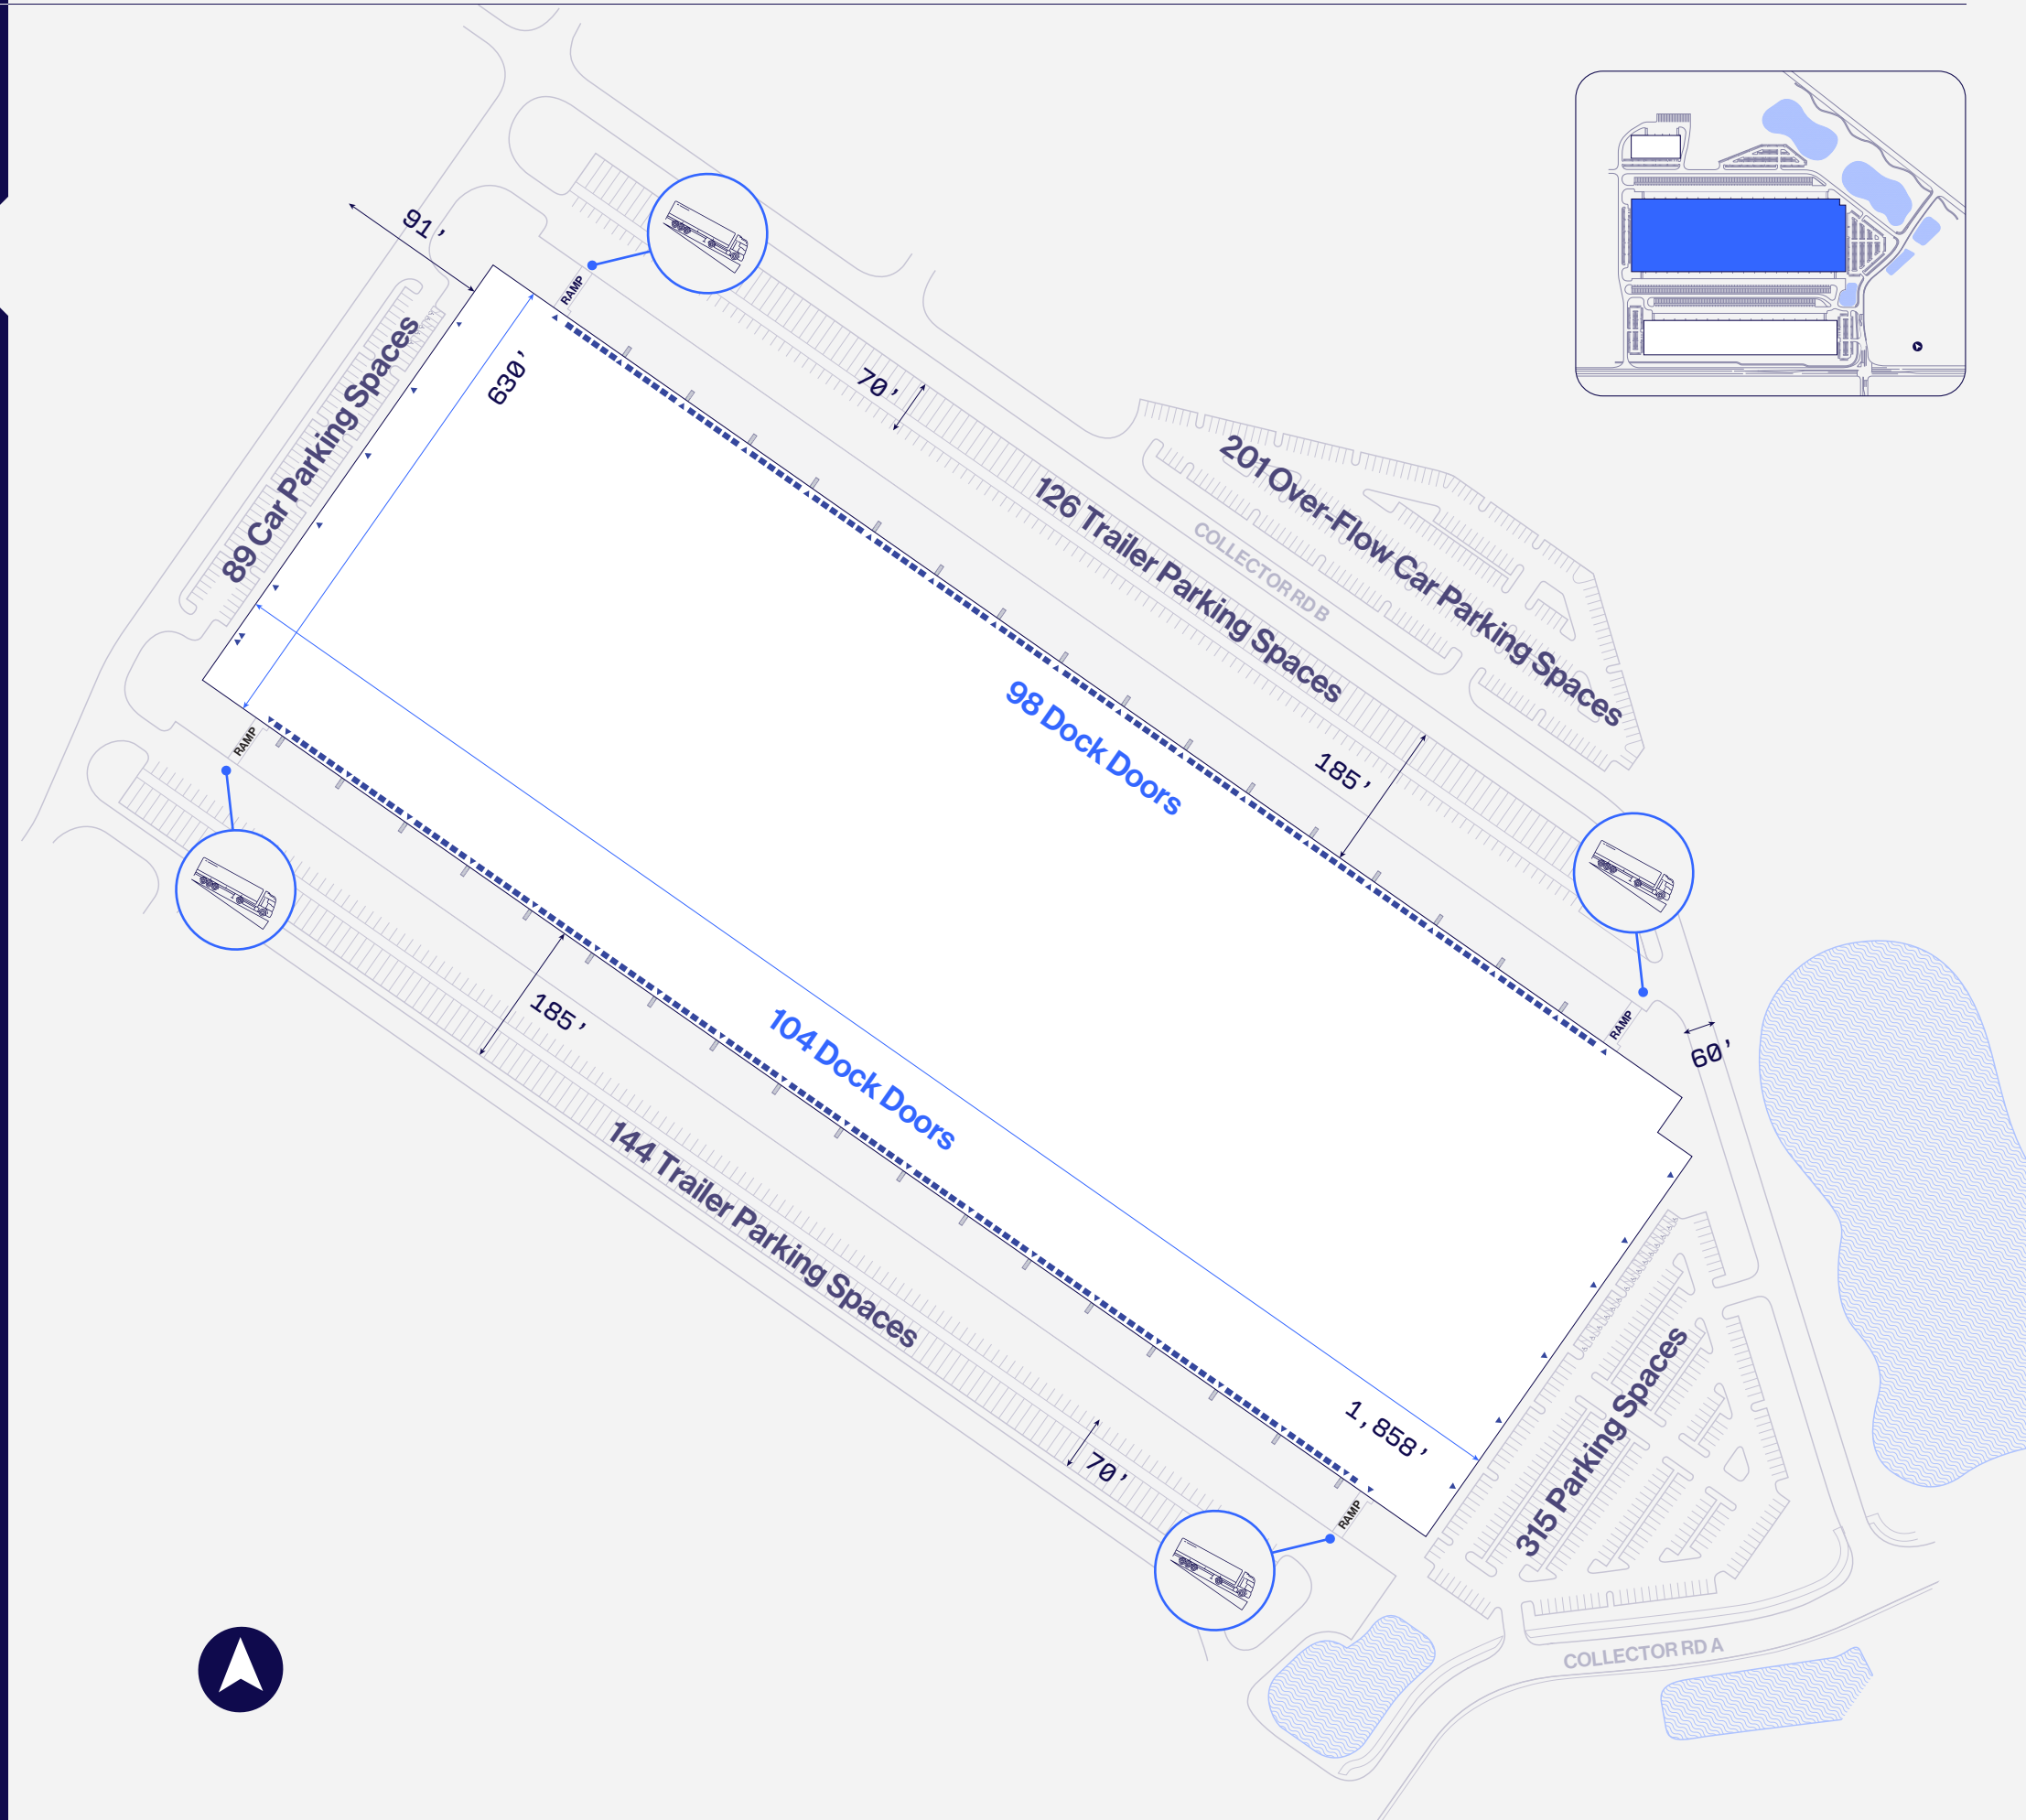 91’
RAMP
630’
89 Car Parking Spaces
70’
126 Trailer Parking Spaces
COLLECTOR RD B
201 Over-Flow Car Parking Spaces
98 Dock Doors
185’
RAMP
RAMP
60’
185’
104 Dock Doors
144 Trailer Parking Spaces
1,858’
70’
RAMP
315 Parking Spaces
COLLECTOR RD A